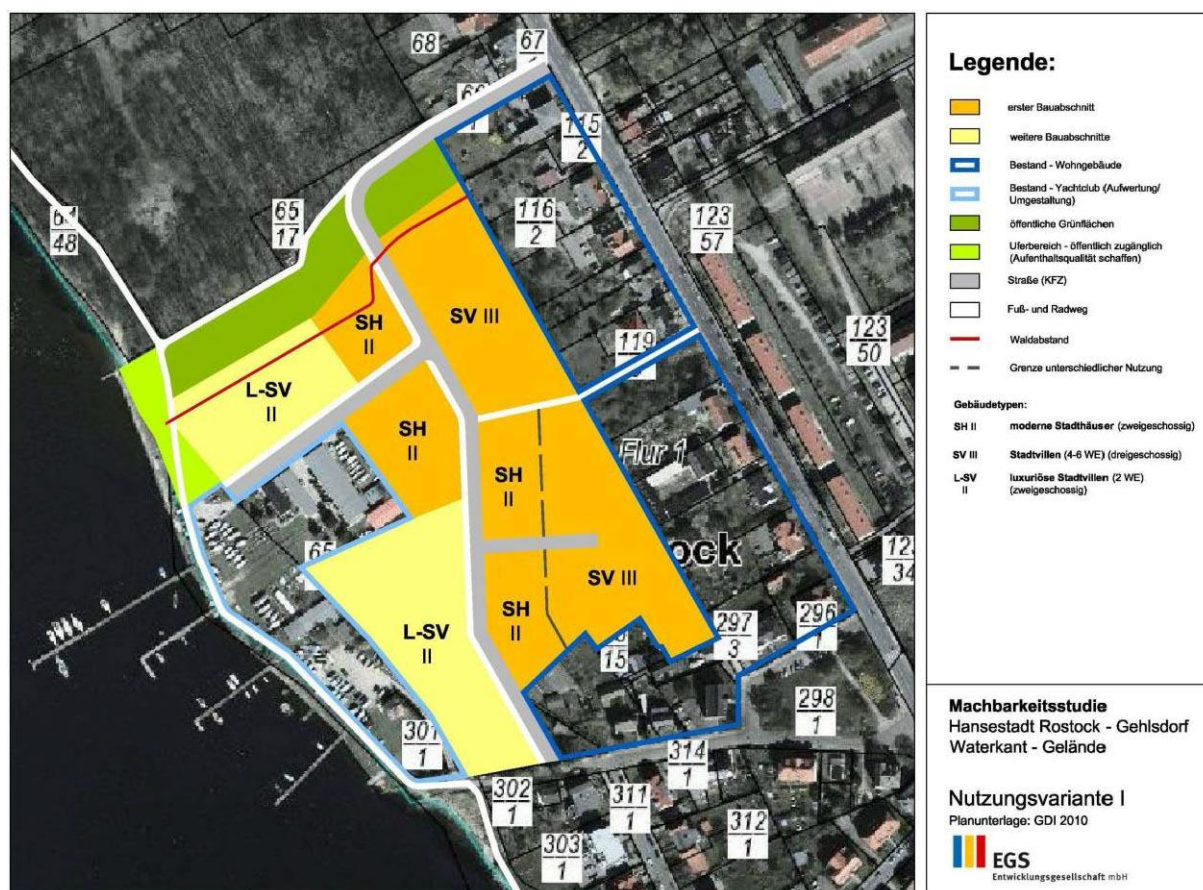 68
67
115
2
65
17
116
2
123
57
61
48
119
123
50
SH
II
SV III
L-SV
II
SH
II
Flur 1
SH
II
ock
65
SV III
SH
II
L-SV
II
297
3
296
1
15
298
1
301
1
314
1
302
1
311
1
312
1
303
1
34
Legende:
erster Bauabschnitt
weitere Bauabschnitte
Bestand - Wohngebäude
Bestand - Yachtclub (Aufwertung/
Umgestaltung)
öffentliche Grünflächen
Uferbereich - öffentlich zugänglich
(Aufenthaltsqualität schaffen)
Straße (KFZ)
Fuß- und Radweg
Waldabstand
Grenze unterschiedlicher Nutzung
Gebäudetypen:
SH II moderne Stadthäuser (zweigeschossig)
SV III Stadtvillen (4-6 WE) (dreigeschossig)
L-SV luxuriöse Stadtvillen (2 WE)
II (zweigeschossig)
Machbarkeitsstudie
Hansestadt Rostock - Gehlsdorf
Waterkant - Gelände
Nutzungsvariante I
Planunterlage: GDI 2010
EGS
Entwicklungsgesellschaft mbH